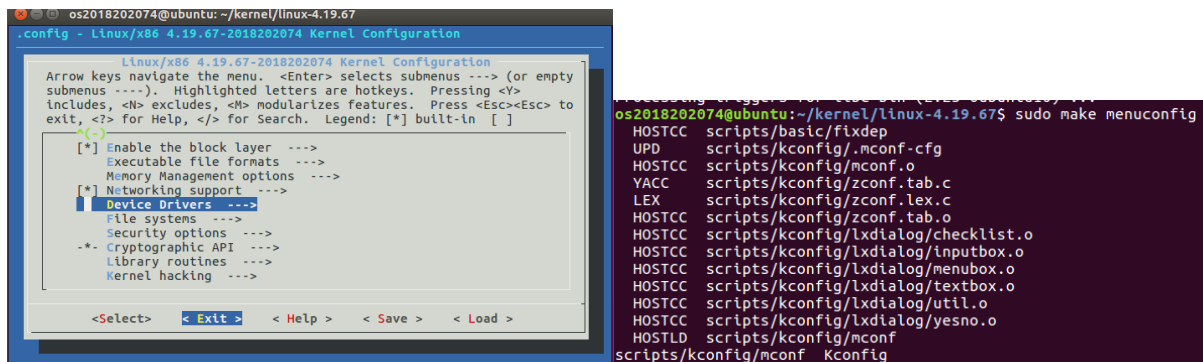 os2018202074@ubuntu: ~/kernel/linux-4.19.67
.config - Linux/x86 4.19.67-2018202074 Kernel Configuration
Linux/x86 4.19.67-2018202074 Kernel Configuration
Arrow keys navigate the menu.  <Enter> selects submenus ---> (or empty
submenus ----).  Highlighted letters are hotkeys.  Pressing <Y>
includes, <N> excludes, <M> modularizes features.  Press <Esc><Esc> to
exit, <?> for Help, </> for Search.  Legend: [*] built-in  [ ]
^(-)
[*] Enable the block layer  --->
Executable file formats  --->
Memory Management options  --->
[*] Networking support  --->
Device Drivers  --->
File systems  --->
Security options  --->
-*- Cryptographic API  --->
Library routines  --->
Kernel hacking  --->
<Select>    < Exit >    < Help >    < Save >    < Load >
os2018202074@ubuntu:~/kernel/linux-4.19.67$ sudo make menuconfig
HOSTCC  scripts/basic/fixdep
UPD     scripts/kconfig/.mconf-cfg
HOSTCC  scripts/kconfig/mconf.o
YACC    scripts/kconfig/zconf.tab.c
LEX     scripts/kconfig/zconf.lex.c
HOSTCC  scripts/kconfig/zconf.tab.o
HOSTCC  scripts/kconfig/lxdialog/checklist.o
HOSTCC  scripts/kconfig/lxdialog/inputbox.o
HOSTCC  scripts/kconfig/lxdialog/menubox.o
HOSTCC  scripts/kconfig/lxdialog/textbox.o
HOSTCC  scripts/kconfig/lxdialog/util.o
HOSTCC  scripts/kconfig/lxdialog/yesno.o
HOSTLD  scripts/kconfig/mconf
scripts/kconfig/mconf  Kconfig